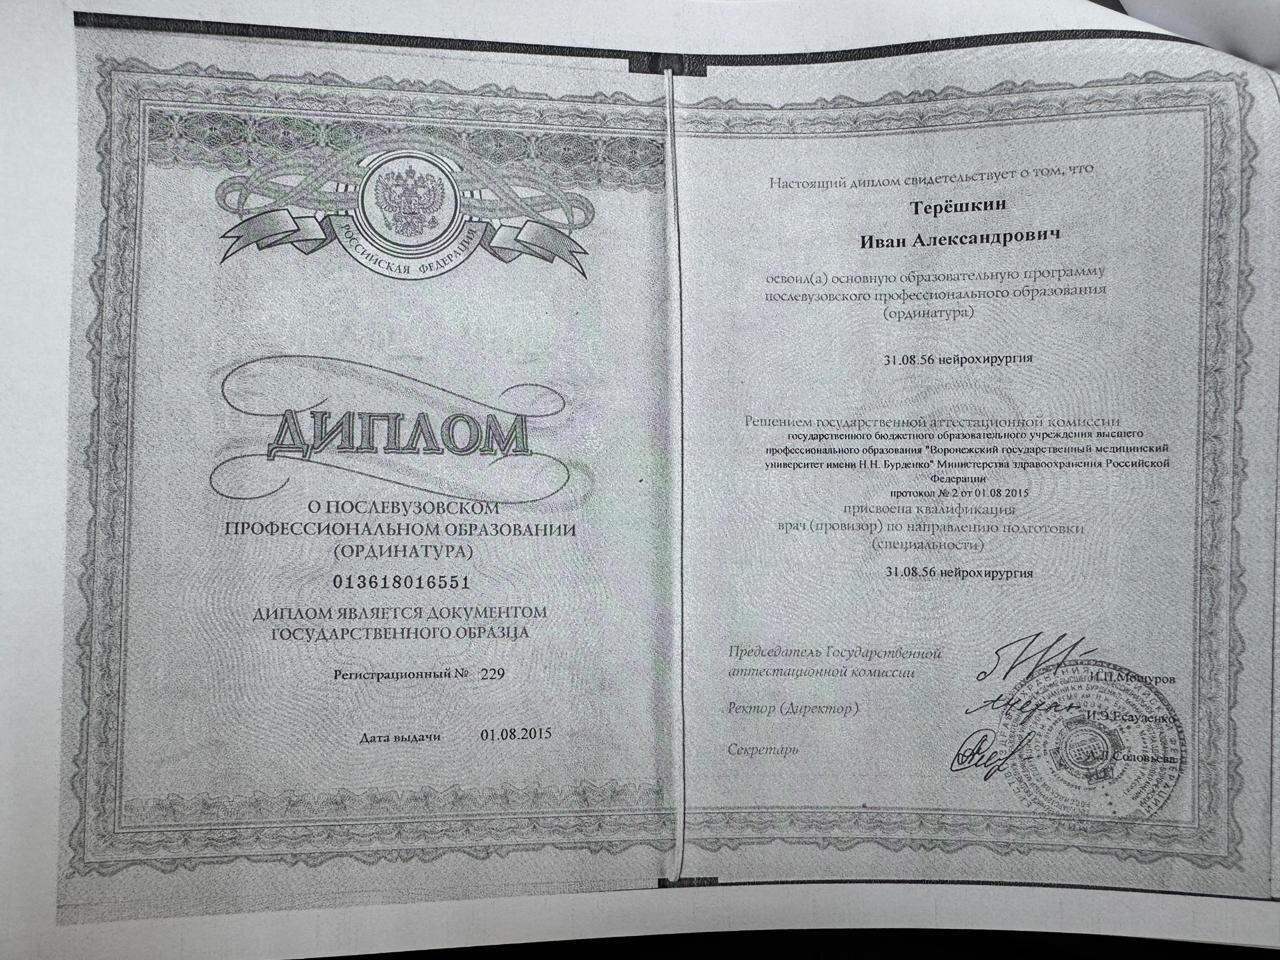 РОССИЙСКАЯ ФЕДЕРАЦИЯ
ДИПЛОМ
О ПОСЛЕВУЗОВСКОМ
ПРОФЕССИОНАЛЬНОМ ОБРАЗОВАНИИ
(ОРДИНАТУРА)
013618016551
ДИПЛОМ ЯВЛЯЕТСЯ ДОКУМЕНТОМ
ГОСУДАРСТВЕННОГО ОБРАЗЦА
Регистрационный № 229
Дата выдачи 01.08.2015
Настоящий диплом свидетельствует о том, что
Терёшкин
Иван Александрович
освоил(а) основную образовательную программу
послевузовского профессионального образования
(ординатура)
31.08.56 нейрохирургия
Решением государственной аттестационной комиссии
государственного бюджетного образовательного учреждения высшего
профессионального образования "Воронежский государственный медицинский
университет имени Н.Н. Бурденко" Министерства здравоохранения Российской
Федерации
протокол № 2 от 01.08 2015
присвоена квалификация
врач (провизор) по направлению подготовки
(специальности)
31.08.56 нейрохирургия
Председатель Государственной
аттестационной комиссии И.П.Мошуров
Ректор (Директор) И.Э.Есауленко
Секретарь А.Л.Соловьева